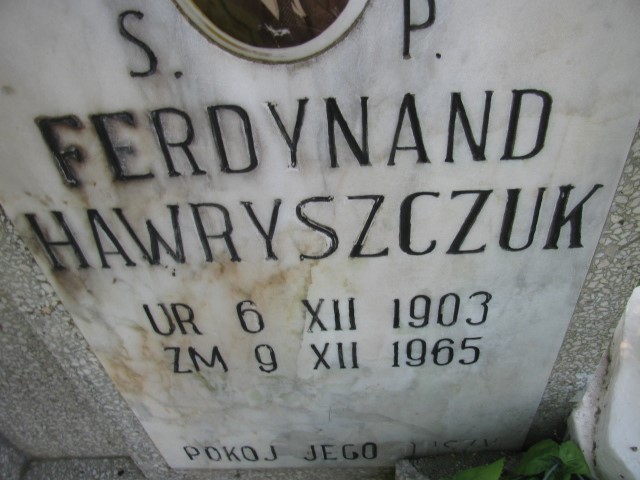 S. P.
FERDYNAND
HAWRYSZCZUK
UR 6 XII 1903
ZM 9 XII 1965
POKOJ JEGO